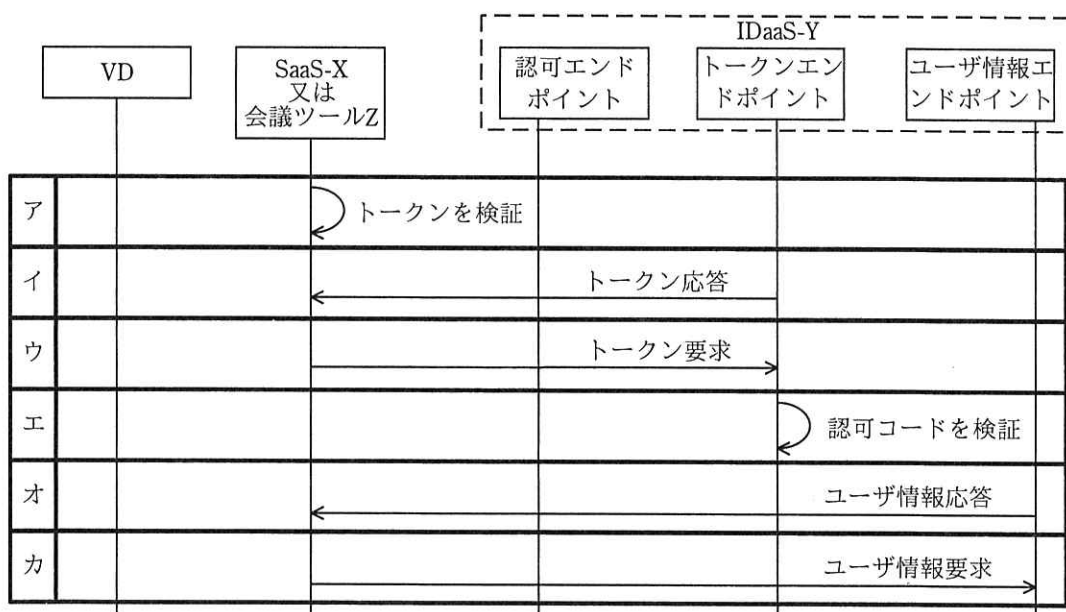 IDaaS-Y
VD
SaaS-X
又は
会議ツールZ
認可エンド
ポイント
トークンエン
ドポイント
ユーザ情報エ
ンドポイント
ア
トークンを検証
イ
トークン応答
ウ
トークン要求
エ
認可コードを検証
オ
ユーザ情報応答
カ
ユーザ情報要求